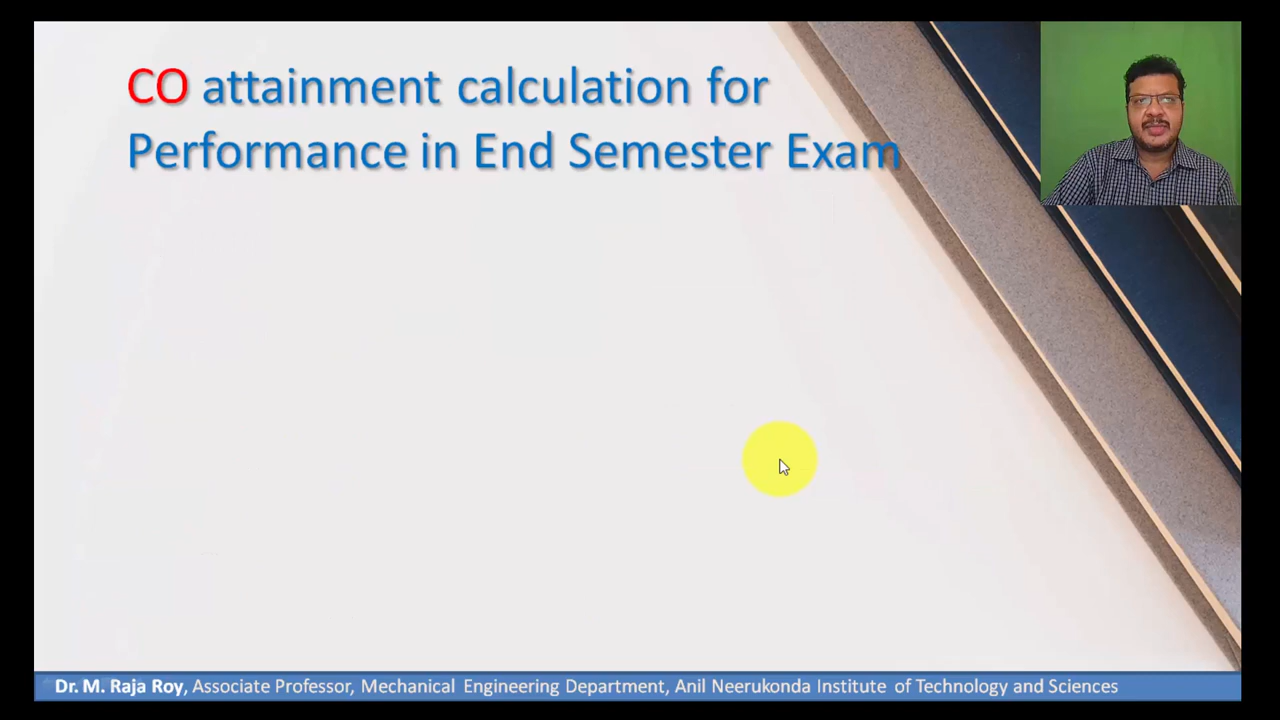 CO attainment calculation for
Performance in End Semester Exam
Dr. M. Raja Roy, Associate Professor, Mechanical Engineering Department, Anil Neerukonda Institute of Technology and Sciences